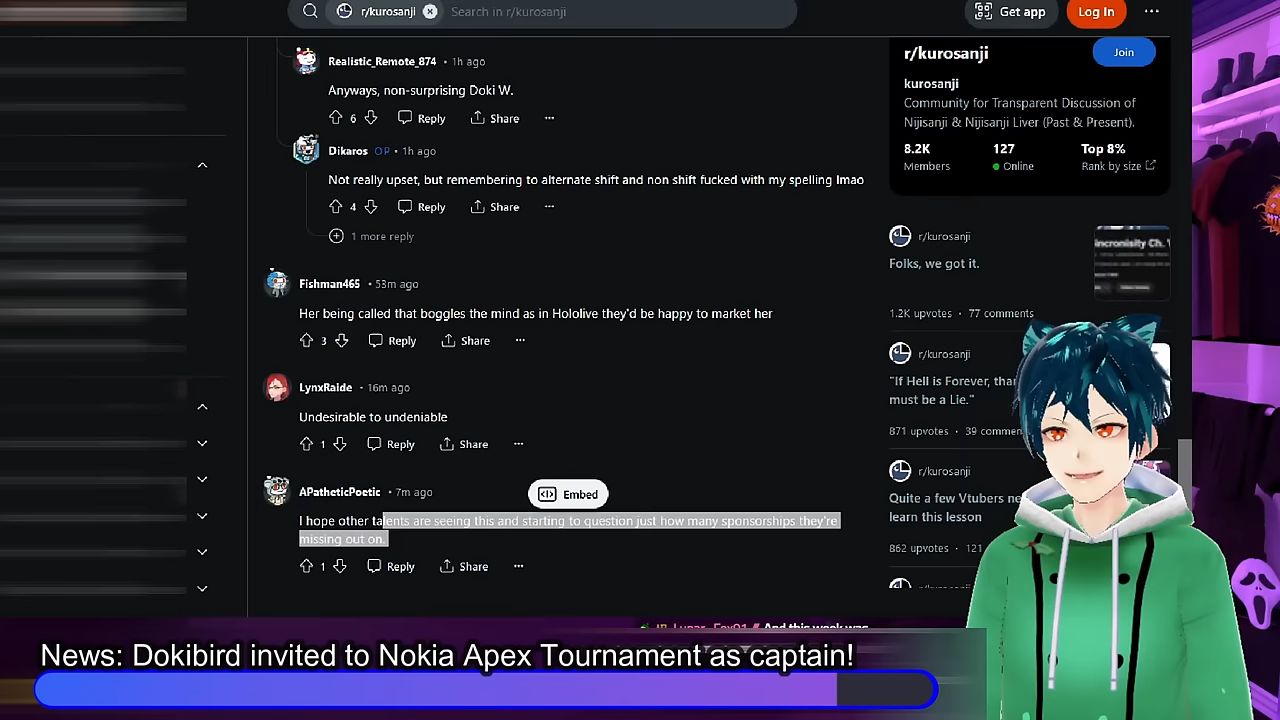 r/kurosanji
Search in r/kurosanji
Get app
Log In
Realistic_Remote_874 • 1h ago
Anyways, non-surprising Doki W.
6
Reply
Share
Dikaros OP • 1h ago
Not really upset, but remembering to alternate shift and non shift fucked with my spelling lmao
4
Reply
Share
1 more reply
Fishman465 • 53m ago
Her being called that boggles the mind as in Hololive they'd be happy to market her
3
Reply
Share
LynxRaide • 16m ago
Undesirable to undeniable
1
Reply
Share
APatheticPoetic • 7m ago
Embed
I hope other talents are seeing this and starting to question just how many sponsorships they're
missing out on.
1
Reply
Share
r/kurosanji
Join
kurosanji
Community for Transparent Discussion of
Nijisanji & Nijisanji Liver (Past & Present).
8.2K
127
Top 8%
Members
Online
Rank by size
r/kurosanji
Folks, we got it.
incronisity Ch.
1.2K upvotes • 77 comments
r/kurosanji
"If Hell is Forever, tha
must be a Lie."
871 upvotes • 39 commen
r/kurosanji
Quite a few Vtubers ne
learn this lesson
862 upvotes • 121
And this week was
News: Dokibird invited to Nokia Apex Tournament as captain!